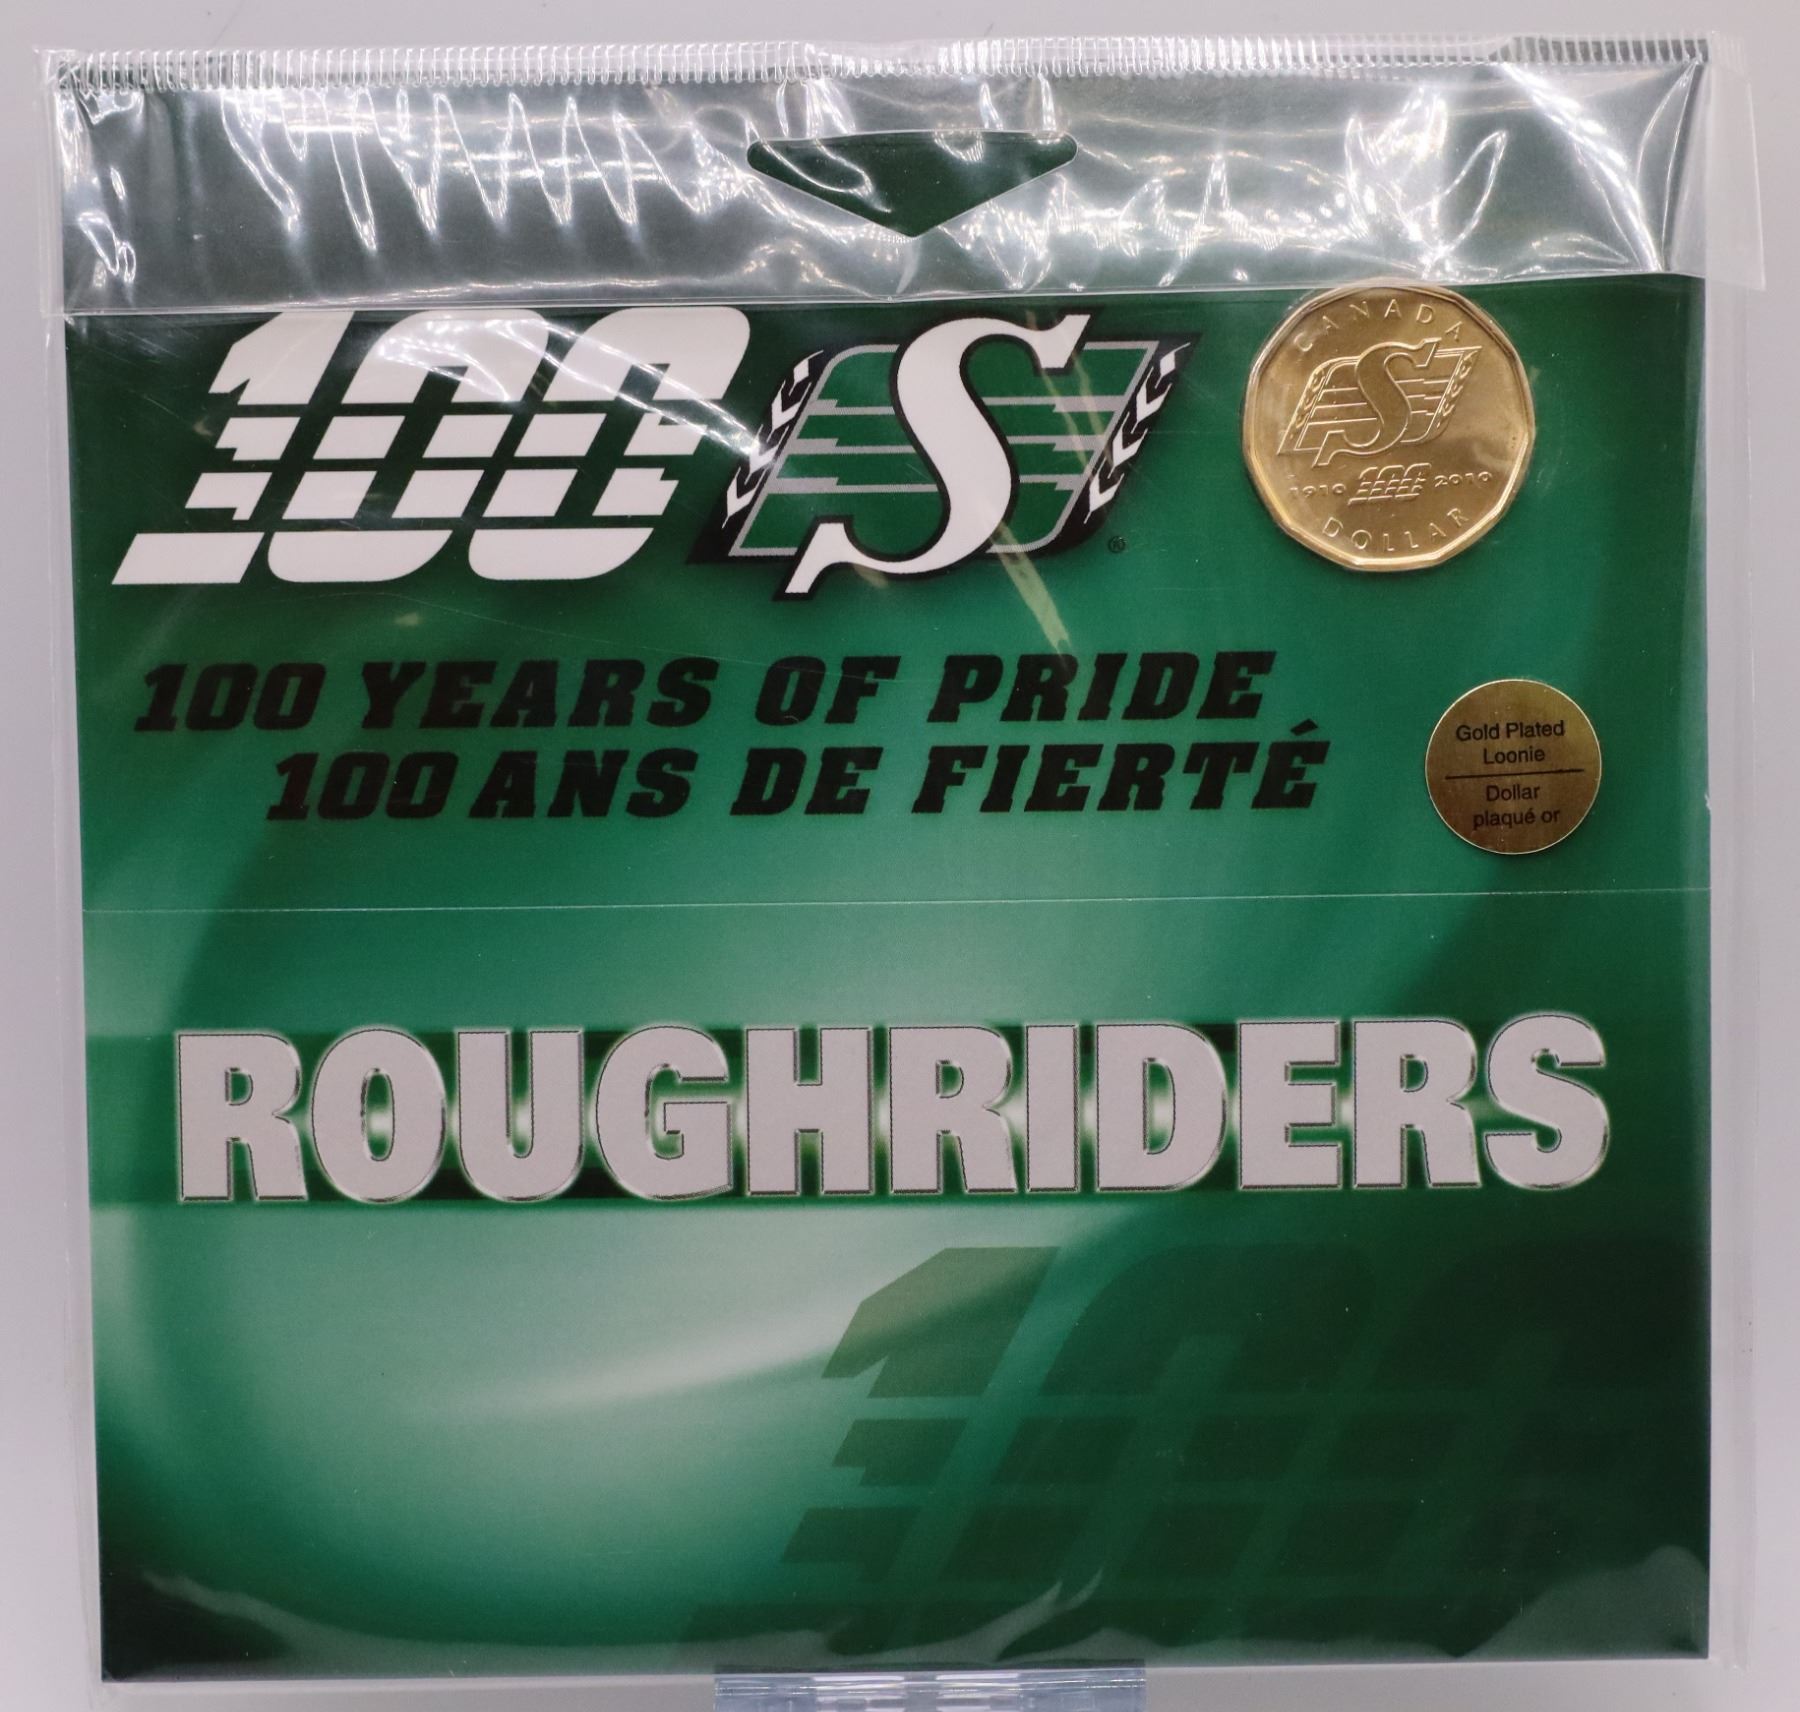 100 S ®
CANADA
S
1910 100 2010
DOLLAR
100 YEARS OF PRIDE
100 ANS DE FIERTÉ
Gold Plated
Loonie
Dollar
plaqué or
ROUGHRIDERS
100